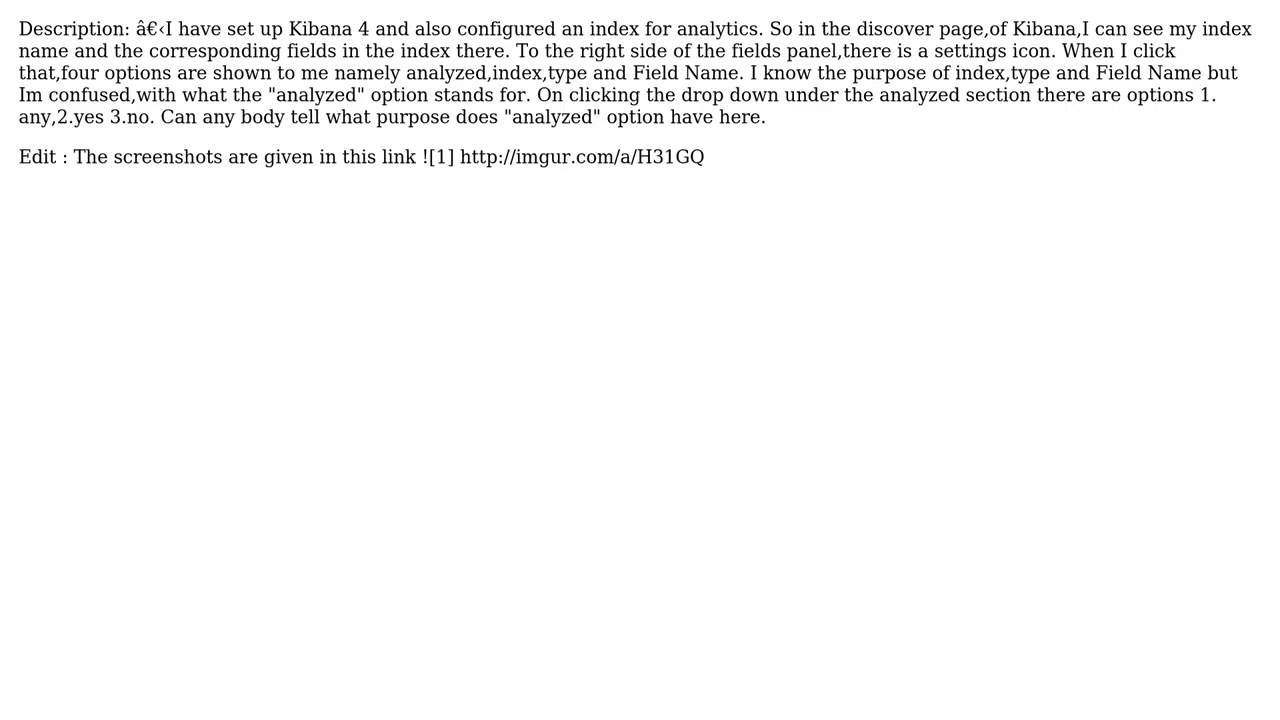 Description: â€‹I have set up Kibana 4 and also configured an index for analytics. So in the discover page,of Kibana,I can see my index
name and the corresponding fields in the index there. To the right side of the fields panel,there is a settings icon. When I click
that,four options are shown to me namely analyzed,index,type and Field Name. I know the purpose of index,type and Field Name but
Im confused,with what the "analyzed" option stands for. On clicking the drop down under the analyzed section there are options 1.
any,2.yes 3.no. Can any body tell what purpose does "analyzed" option have here.
Edit : The screenshots are given in this link ![1] http://imgur.com/a/H31GQ